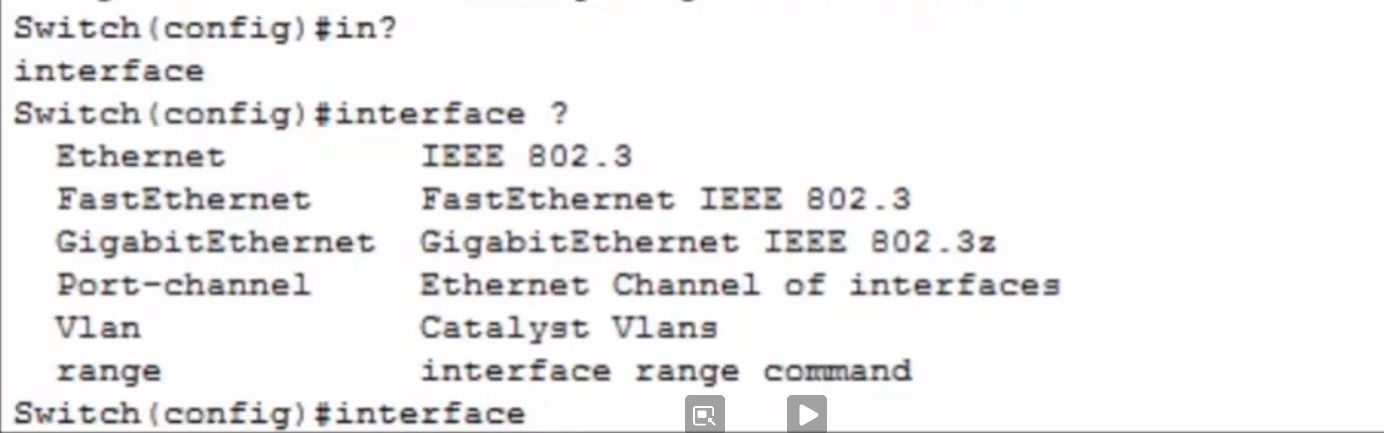 Switch(config)#in?
interface
Switch(config)#interface ?
  Ethernet         IEEE 802.3
  FastEthernet     FastEthernet IEEE 802.3
  GigabitEthernet  GigabitEthernet IEEE 802.3z
  Port-channel     Ethernet Channel of interfaces
  Vlan             Catalyst Vlans
  range            interface range command
Switch(config)#interface